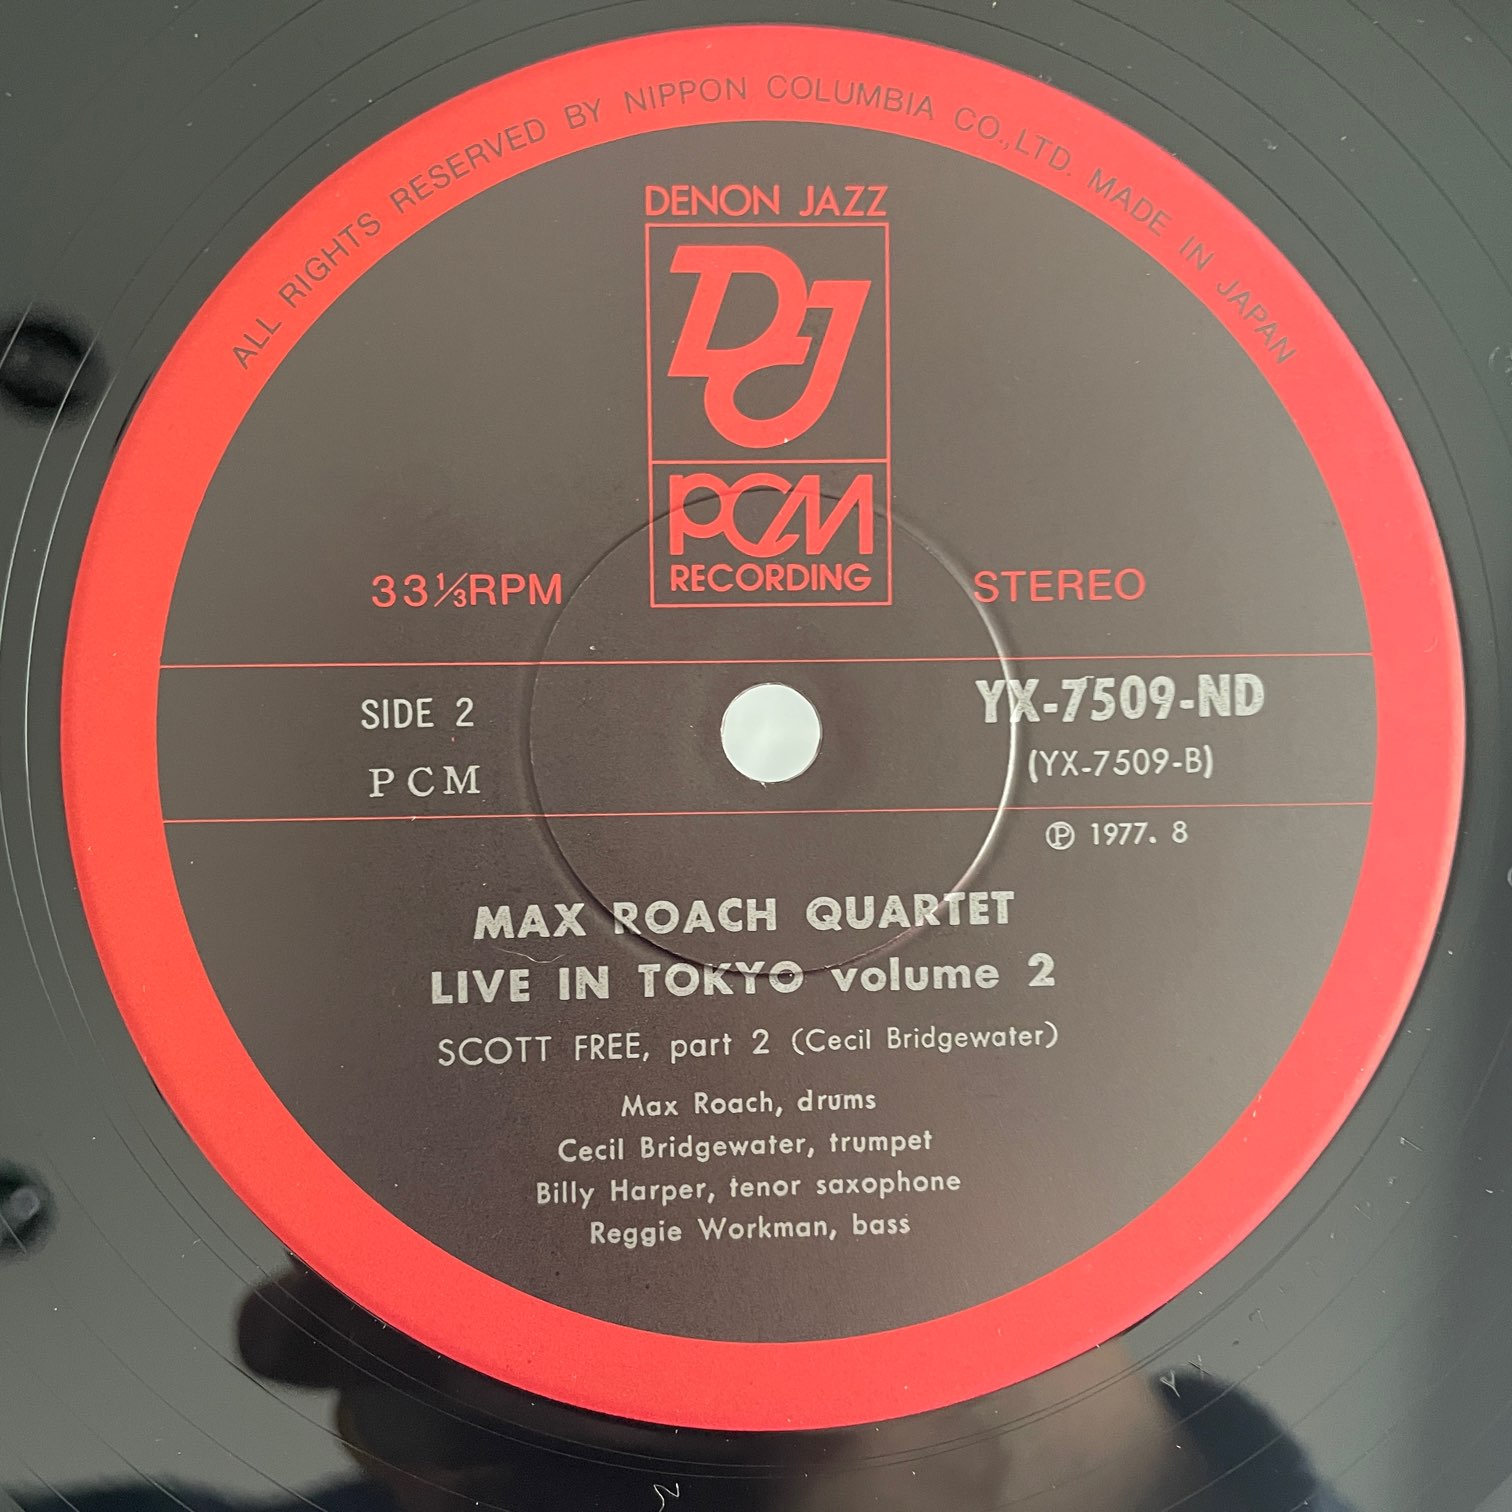 ALL RIGHTS RESERVED BY NIPPON COLUMBIA CO.,LTD. MADE IN JAPAN
DENON JAZZ
DJ
PCM
RECORDING
33⅓RPM
STEREO
SIDE 2
YX-7509-ND
PCM
(YX-7509-B)
Ⓟ 1977. 8
MAX ROACH QUARTET
LIVE IN TOKYO volume 2
SCOTT FREE, part 2 (Cecil Bridgewater)
Max Roach, drums
Cecil Bridgewater, trumpet
Billy Harper, tenor saxophone
Reggie Workman, bass